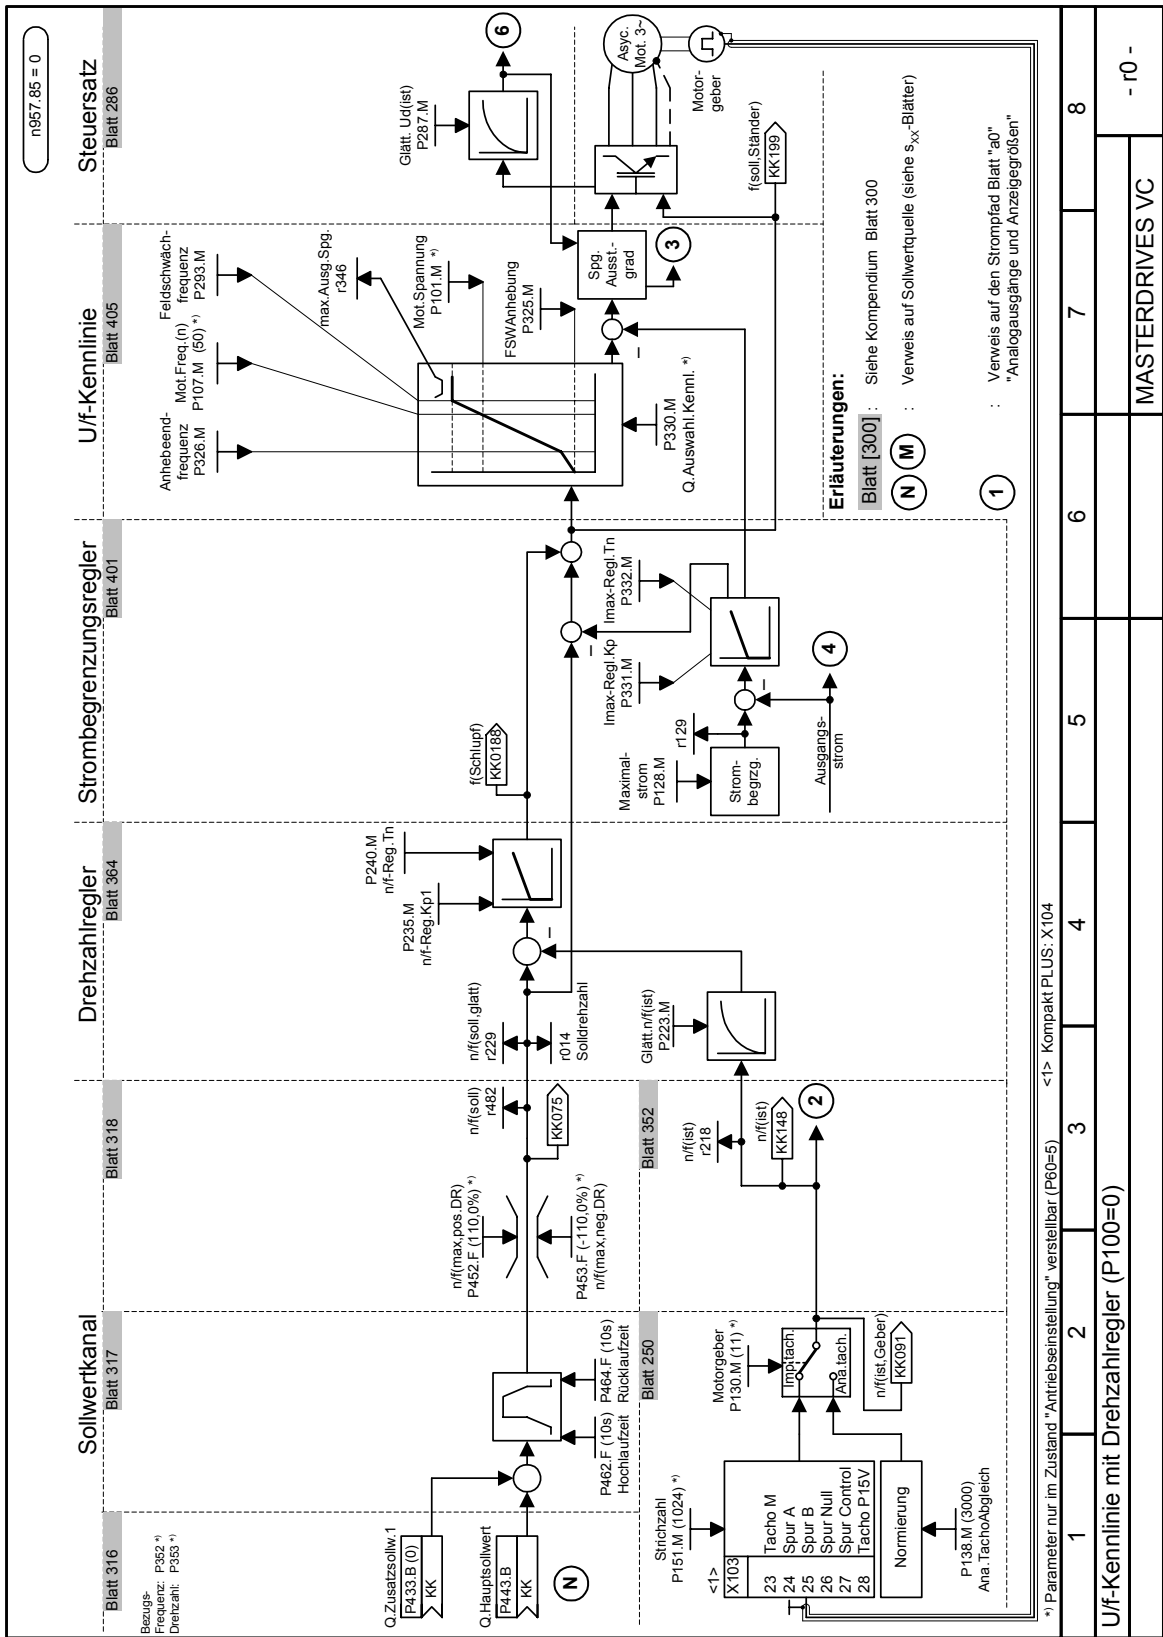 n957.85 = 0
Sollwertkanal
Drehzahlregler
Strombegrenzungsregler
U/f-Kennlinie
Steuersatz
Blatt 316
Blatt 317
Blatt 318
Blatt 364
Blatt 401
Blatt 405
Blatt 286
Bezugs-
Frequenz: P352 *)
Drehzahl: P353 *)
Q.Zusatzsollw.1
P433.B (0)
KK
Q.Hauptsollwert
P443.B
KK
N
P462.F (10s)
Hochlaufzeit
P464.F (10s)
Rücklaufzeit
n/f(max,pos.DR)
P452.F (110,0%) *)
P453.F (-110,0%) *)
n/f(max,neg.DR)
n/f(soll)
r482
KK075
n/f(soll,glatt)
r229
r014
Solldrehzahl
P235.M
n/f-Reg.Kp1
P240.M
n/f-Reg.Tn
f(Schlupf)
KK0188
Anhebeend-
frequenz
P326.M
Mot.Freq.(n)
P107.M (50) *)
Feldschwäch-
frequenz
P293.M
max.Ausg.Spg.
r346
Mot.Spannung
P101.M *)
FSWAnhebung
P325.M
P330.M
Q.Auswahl.Kennl. *)
Glätt. Ud(ist)
P287.M
6
Spg.
Ausst.-
grad
3
Asyc.
Mot. 3~
Motor-
geber
f(soll,Ständer)
KK199
Blatt 250
Blatt 352
Strichzahl
P151.M (1024) *)
<1>
X103
23 Tacho M
24 Spur A
25 Spur B
26 Spur Null
27 Spur Control
28 Tacho P15V
Normierung
P138.M (3000)
Ana.TachoAbgleich
Motorgeber
P130.M (11) *)
Imp.tach.
Ana.tach.
n/f(ist,Geber)
KK091
n/f(ist)
r218
n/f(ist)
KK148
2
Glätt.n/f(ist)
P223.M
Maximal-
strom
P128.M
Strom-
begrzg.
r129
Ausgangs-
strom
4
Imax-Regl.Kp
P331.M
Imax-Regl.Tn
P332.M
Erläuterungen:
Blatt [300] : Siehe Kompendium Blatt 300
N M : Verweis auf Sollwertquelle (siehe sXX-Blätter)
1 : Verweis auf den Strompfad Blatt "a0"
"Analogausgänge und Anzeigegrößen"
*) Parameter nur im Zustand "Antriebseinstellung" verstellbar (P60=5) <1> Kompakt PLUS: X104
1 2 3 4 5 6 7 8
U/f-Kennlinie mit Drehzahlregler (P100=0)
MASTERDRIVES VC
- r0 -